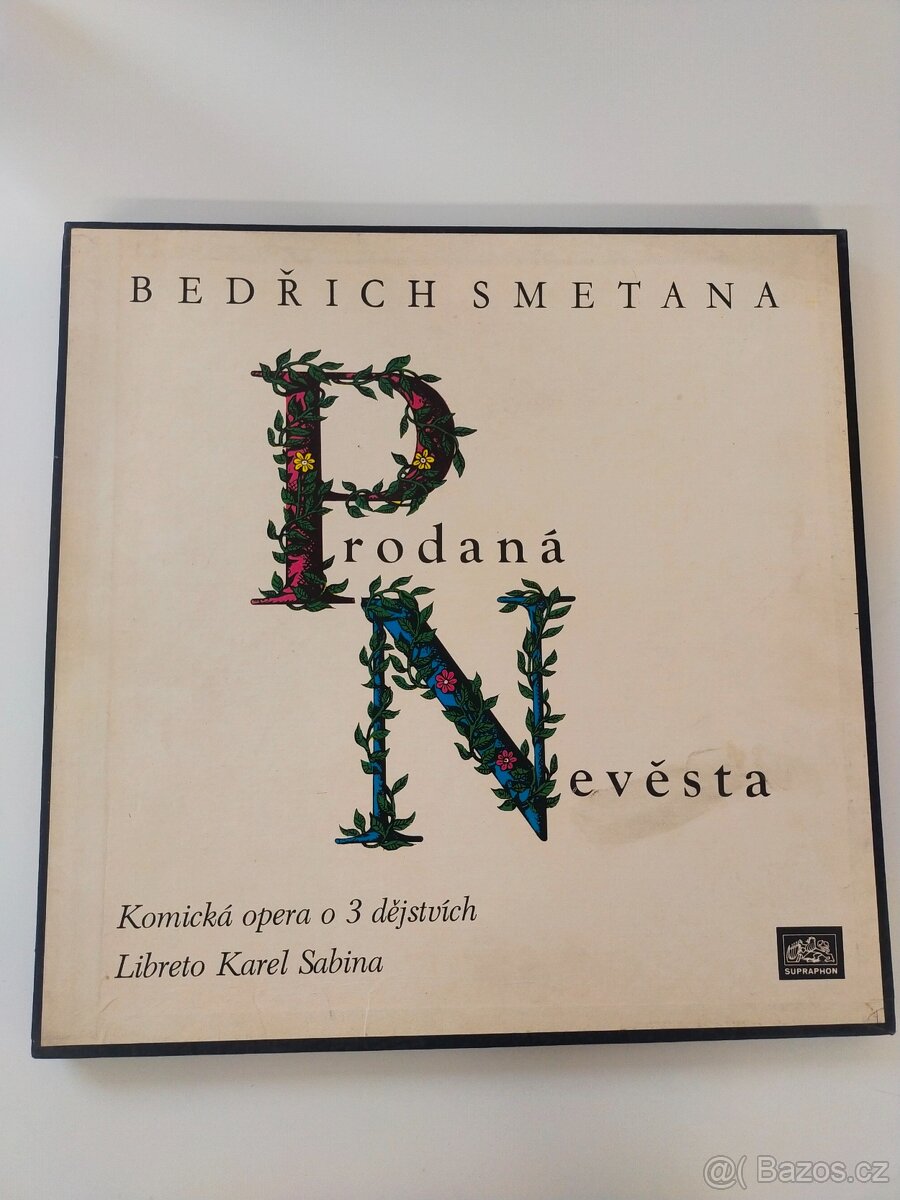 BEDŘICH SMETANA
Prodaná
Nevěsta
Komická opera o 3 dějstvích
Libreto Karel Sabina
SUPRAPHON
@( Bazos.cz